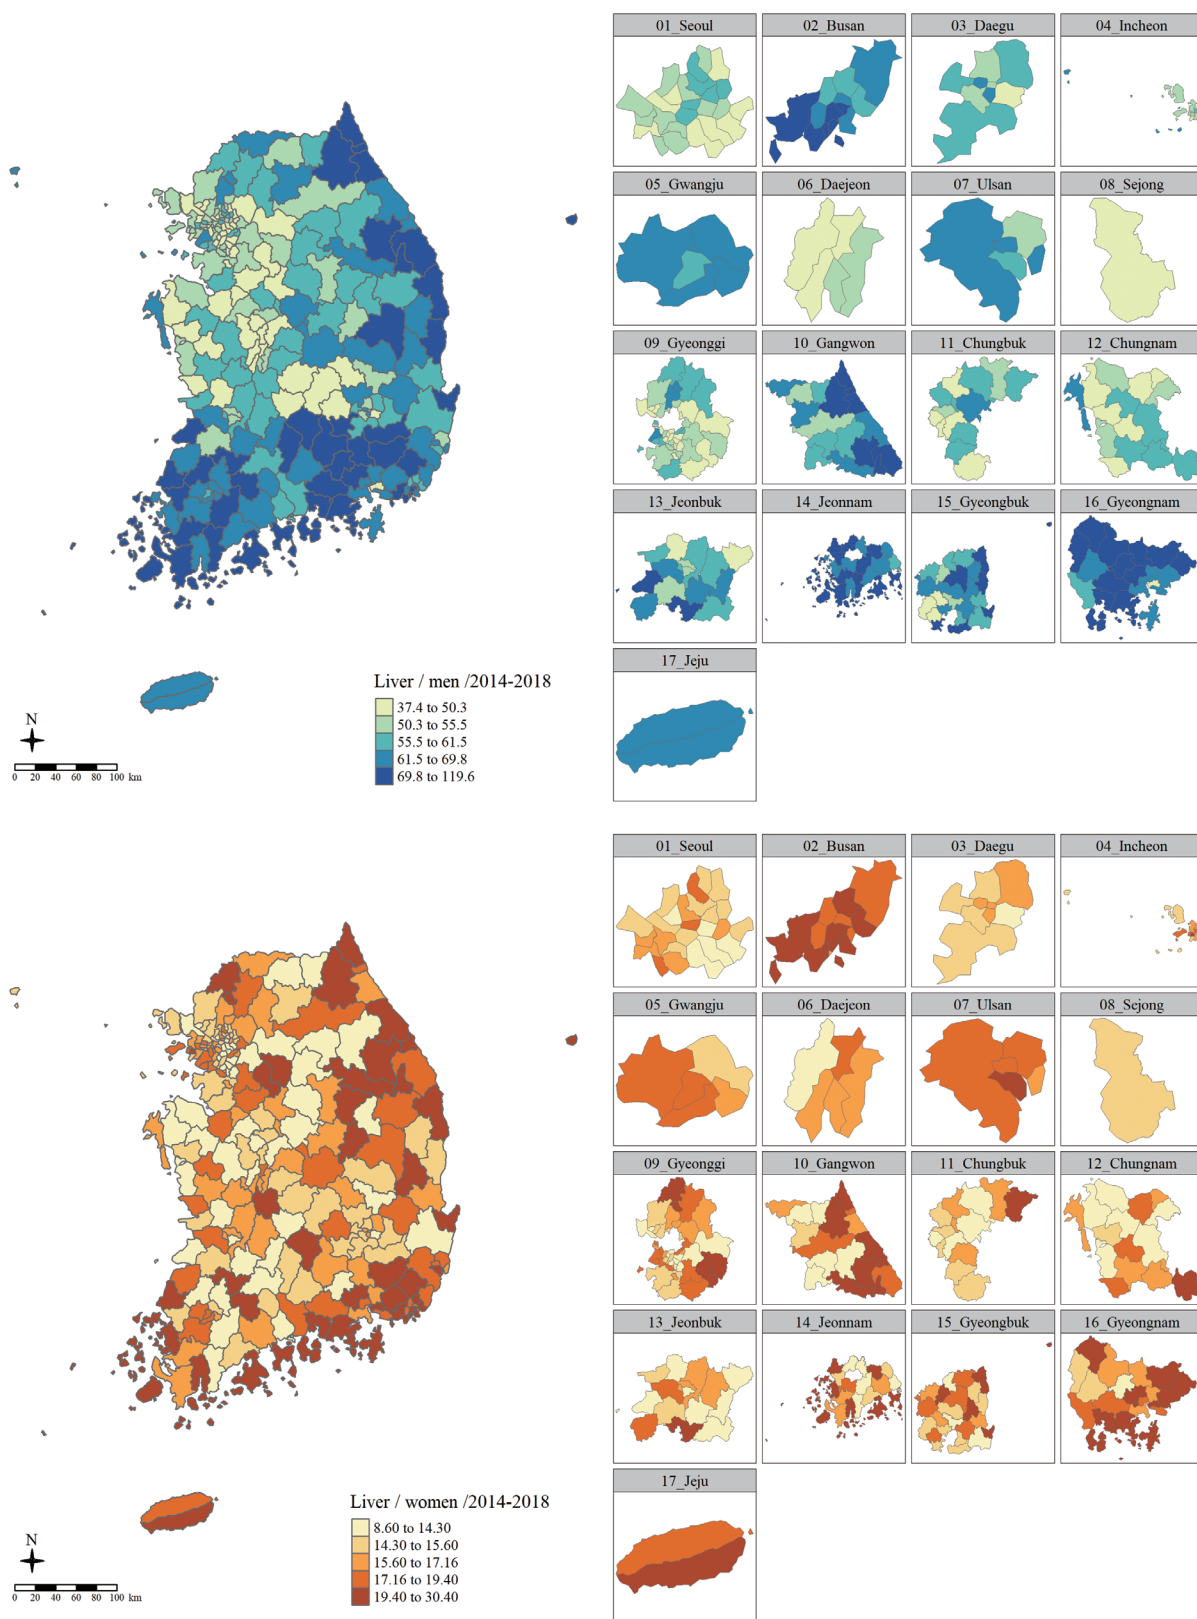 01_Seoul
02_Busan
03_Daegu
04_Incheon
05_Gwangju
06_Daejeon
07_Ulsan
08_Sejong
09_Gyeonggi
10_Gangwon
11_Chungbuk
12_Chungnam
13_Jeonbuk
14_Jeonnam
15_Gyeongbuk
16_Gyeongnam
17_Jeju
Liver / men /2014-2018
37.4 to 50.3
50.3 to 55.5
55.5 to 61.5
61.5 to 69.8
69.8 to 119.6
N
0 20 40 60 80 100 km
01_Seoul
02_Busan
03_Daegu
04_Incheon
05_Gwangju
06_Daejeon
07_Ulsan
08_Sejong
09_Gyeonggi
10_Gangwon
11_Chungbuk
12_Chungnam
13_Jeonbuk
14_Jeonnam
15_Gyeongbuk
16_Gyeongnam
17_Jeju
Liver / women /2014-2018
8.60 to 14.30
14.30 to 15.60
15.60 to 17.16
17.16 to 19.40
19.40 to 30.40
N
0 20 40 60 80 100 km